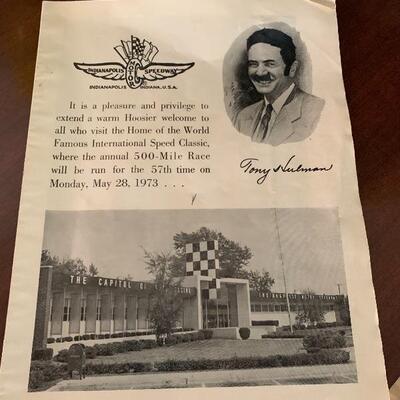 INDIANAPOLIS MOTOR SPEEDWAY
INDIANAPOLIS INDIANA, U.S.A.
It is a pleasure and privilege to
extend a warm Hoosier welcome to
all who visit the Home of the World
Famous International Speed Classic,
where the annual 500-Mile Race
will be run for the 57th time on
Monday, May 28, 1973 . . .
Tony Hulman
THE CAPITOL OF